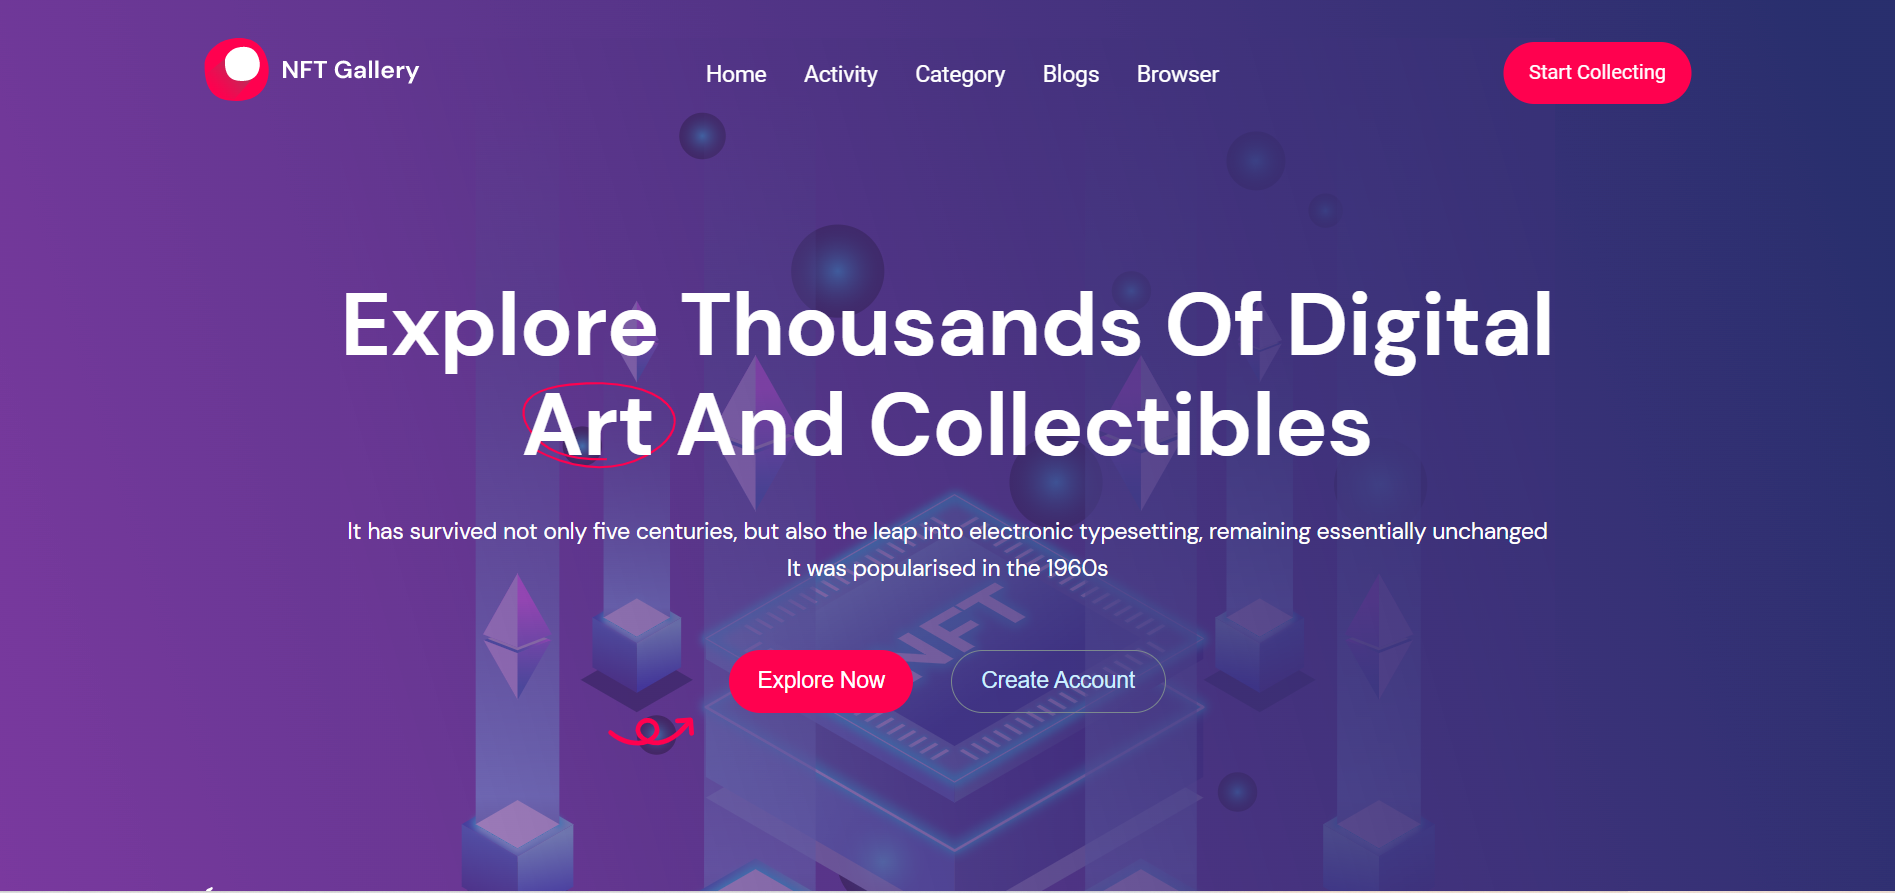 NFT Gallery
Home Activity Category Blogs Browser
Start Collecting
Explore Thousands Of Digital
Art And Collectibles
It has survived not only five centuries, but also the leap into electronic typesetting, remaining essentially unchanged
It was popularised in the 1960s
NFT
Explore Now
Create Account